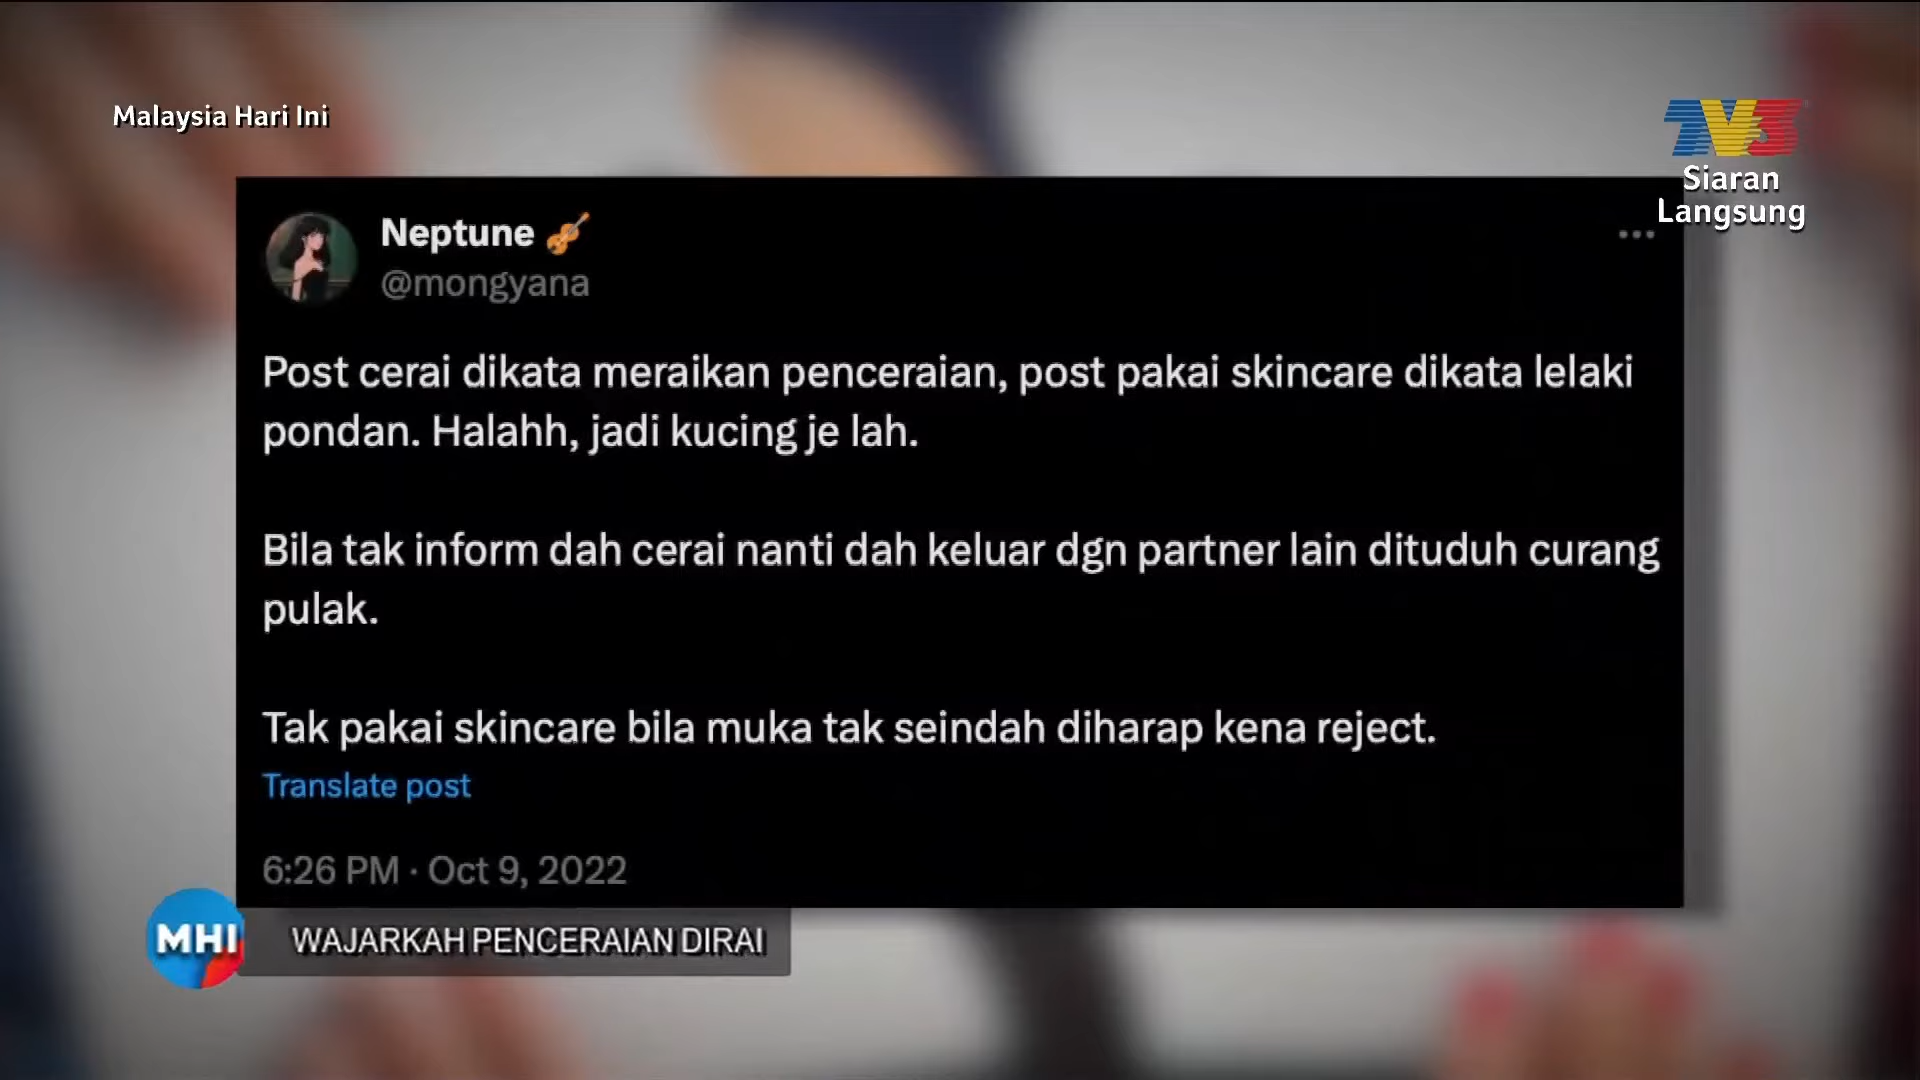 Malaysia Hari Ini
TV3
Siaran
Langsung
Neptune 🎻
@mongyana
Post cerai dikata meraikan penceraian, post pakai skincare dikata lelaki
pondan. Halahh, jadi kucing je lah.
Bila tak inform dah cerai nanti dah keluar dgn partner lain dituduh curang
pulak.
Tak pakai skincare bila muka tak seindah diharap kena reject.
Translate post
6:26 PM · Oct 9, 2022
MHI
WAJARKAH PENCERAIAN DIRAI